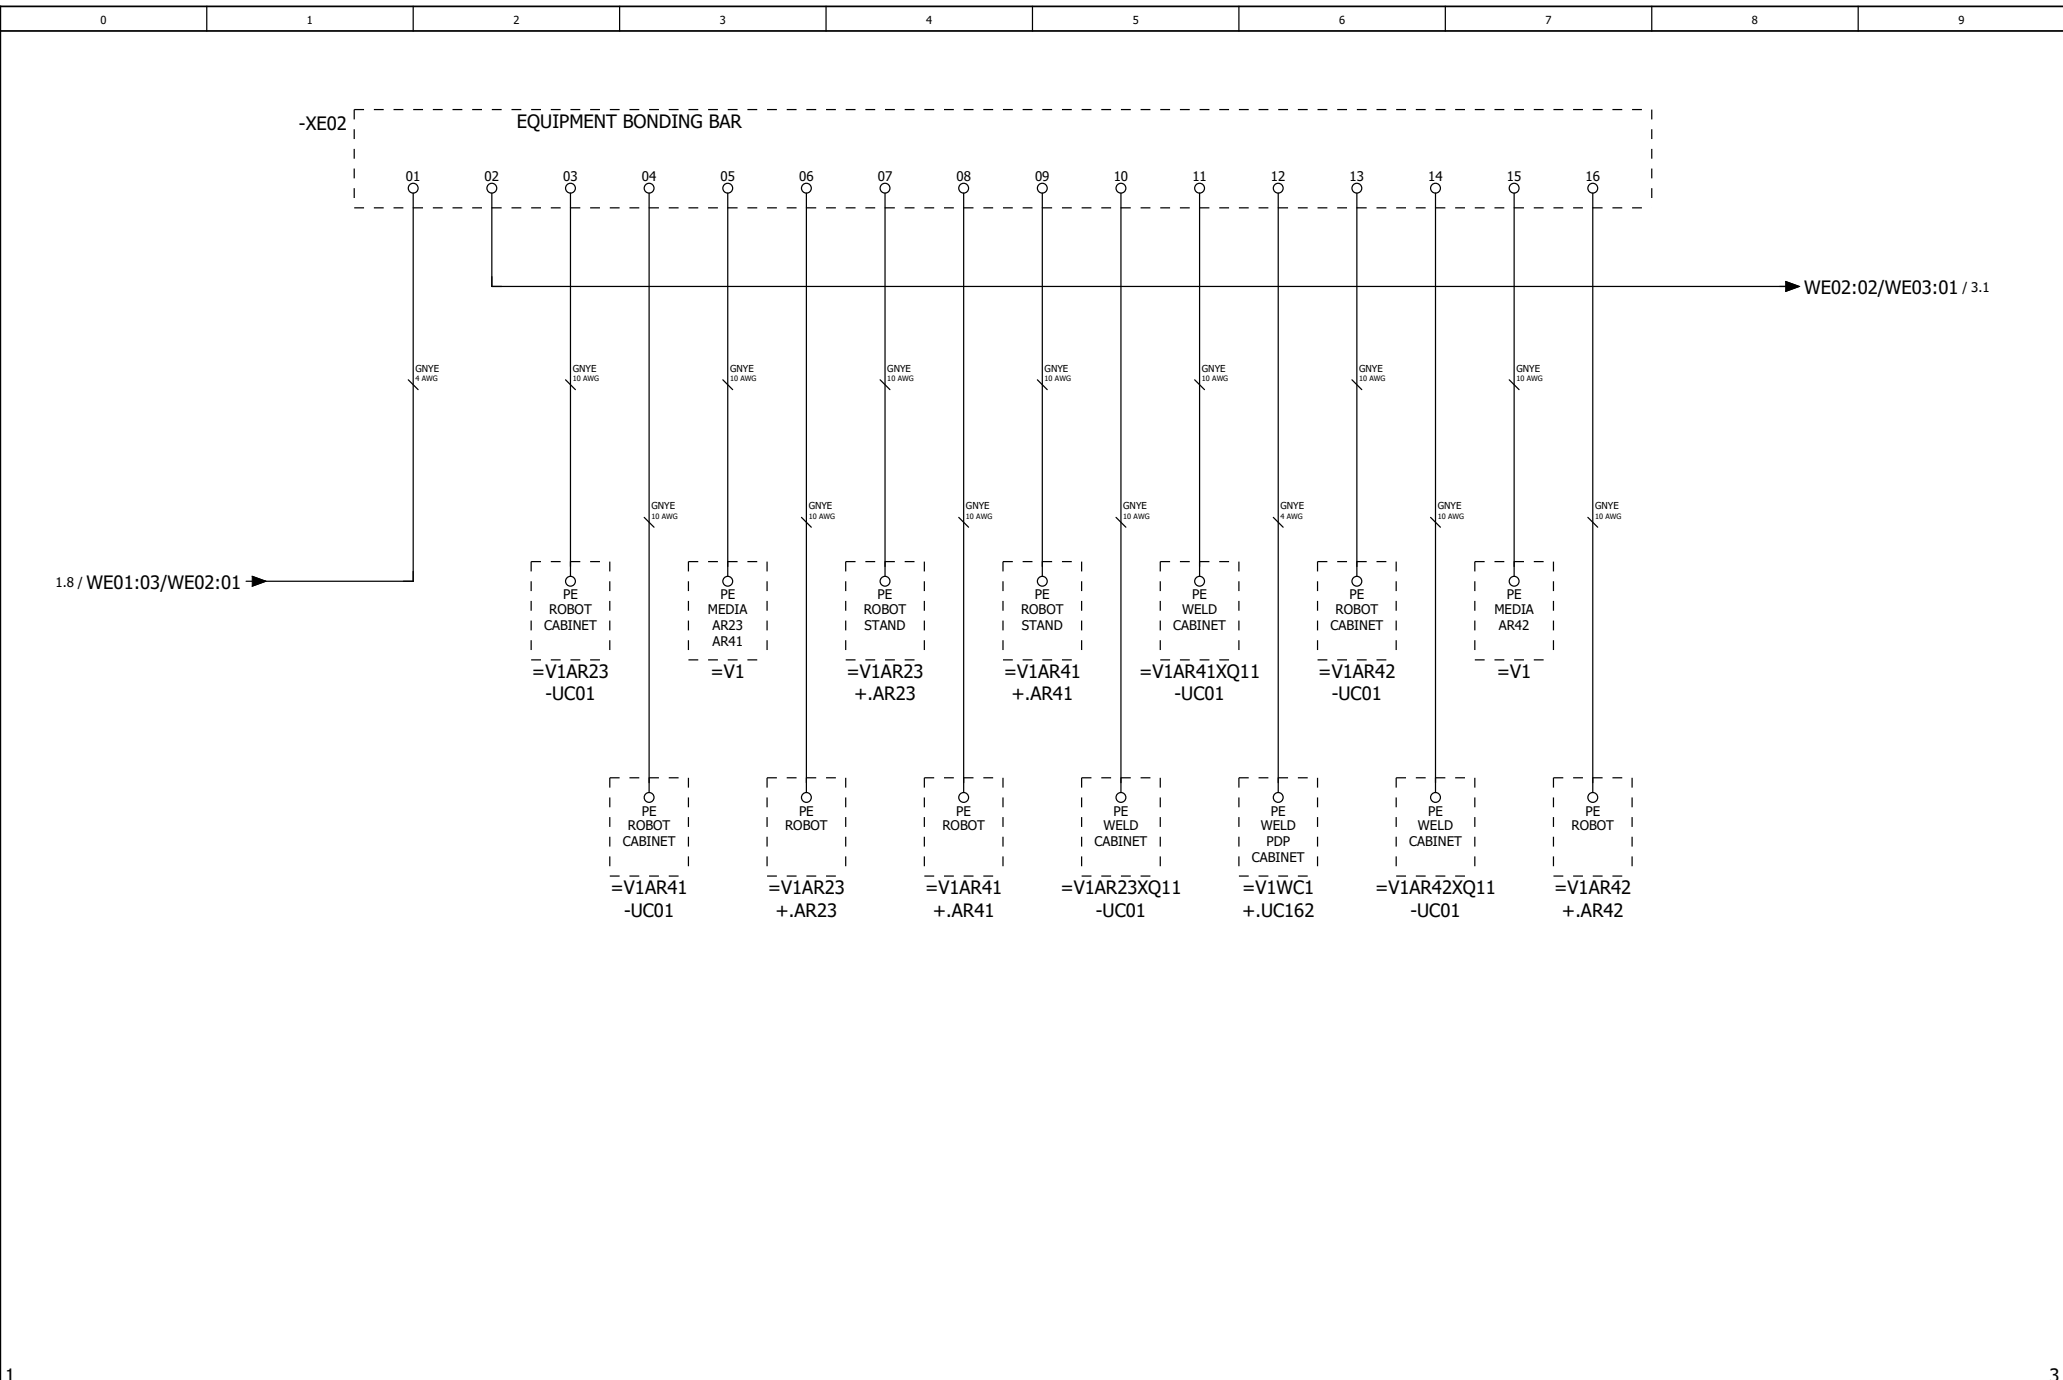 0 1 2 3 4 5 6 7 8 9
-XE02 EQUIPMENT BONDING BAR
01 02 03 04 05 06 07 08 09 10 11 12 13 14 15 16
WE02:02/WE03:01 / 3.1
GNYE GNYE GNYE GNYE GNYE GNYE GNYE GNYE
4 AWG 10 AWG 10 AWG 10 AWG 10 AWG 10 AWG 10 AWG 10 AWG
GNYE GNYE GNYE GNYE GNYE GNYE GNYE
10 AWG 10 AWG 10 AWG 10 AWG 4 AWG 10 AWG 10 AWG
1.8 / WE01:03/WE02:01
PE
ROBOT
CABINET
=V1AR23
-UC01
PE
MEDIA
AR23
AR41
=V1
PE
ROBOT
STAND
=V1AR23
+.AR23
PE
ROBOT
STAND
=V1AR41
+.AR41
PE
WELD
CABINET
=V1AR41XQ11
-UC01
PE
ROBOT
CABINET
=V1AR42
-UC01
PE
MEDIA
AR42
=V1
PE
ROBOT
CABINET
=V1AR41
-UC01
PE
ROBOT
=V1AR23
+.AR23
PE
ROBOT
=V1AR41
+.AR41
PE
WELD
CABINET
=V1AR23XQ11
-UC01
PE
WELD
PDP
CABINET
=V1WC1
+.UC162
PE
WELD
CABINET
=V1AR42XQ11
-UC01
PE
ROBOT
=V1AR42
+.AR42
1 3